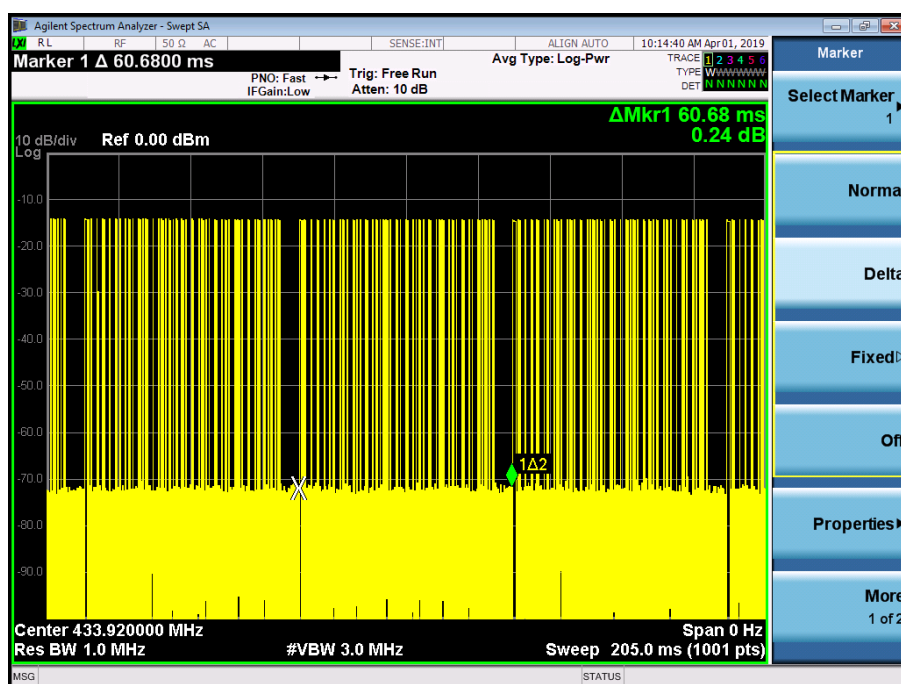 Agilent Spectrum Analyzer - Swept SA
LXI RL RF 50 Ω AC SENSE:INT ALIGN AUTO 10:14:40 AM Apr 01, 2019
Marker 1 Δ 60.6800 ms
PNO: Fast
IFGain:Low
Trig: Free Run
Atten: 10 dB
Avg Type: Log-Pwr
TRACE 1 2 3 4 5 6
TYPE WWWWWW
DET N N N N N N
ΔMkr1 60.68 ms
0.24 dB
10 dB/div Ref 0.00 dBm
Log
-10.0
-20.0
-30.0
-40.0
-50.0
-60.0
-70.0
-80.0
-90.0
1Δ2
Center 433.920000 MHz Span 0 Hz
Res BW 1.0 MHz #VBW 3.0 MHz Sweep 205.0 ms (1001 pts)
MSG STATUS
Marker
Select Marker
1
Norma
Delta
Fixed
Off
Properties
More
1 of 2